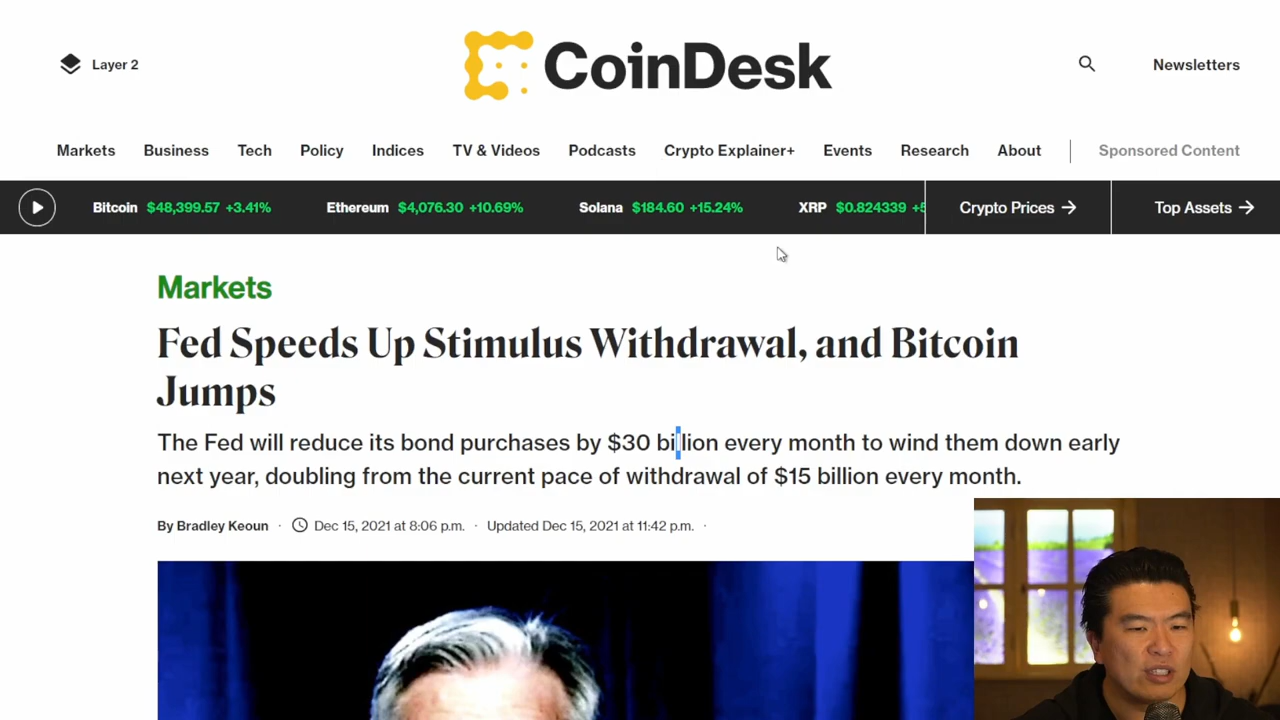 Layer 2
CoinDesk
Newsletters
Markets Business Tech Policy Indices TV & Videos Podcasts Crypto Explainer+ Events Research About Sponsored Content
Bitcoin $48,399.57 +3.41% Ethereum $4,076.30 +10.69% Solana $184.60 +15.24% XRP $0.824339 +5 Crypto Prices → Top Assets →
Markets
Fed Speeds Up Stimulus Withdrawal, and Bitcoin
Jumps
The Fed will reduce its bond purchases by $30 billion every month to wind them down early
next year, doubling from the current pace of withdrawal of $15 billion every month.
By Bradley Keoun · Dec 15, 2021 at 8:06 p.m. · Updated Dec 15, 2021 at 11:42 p.m. ·